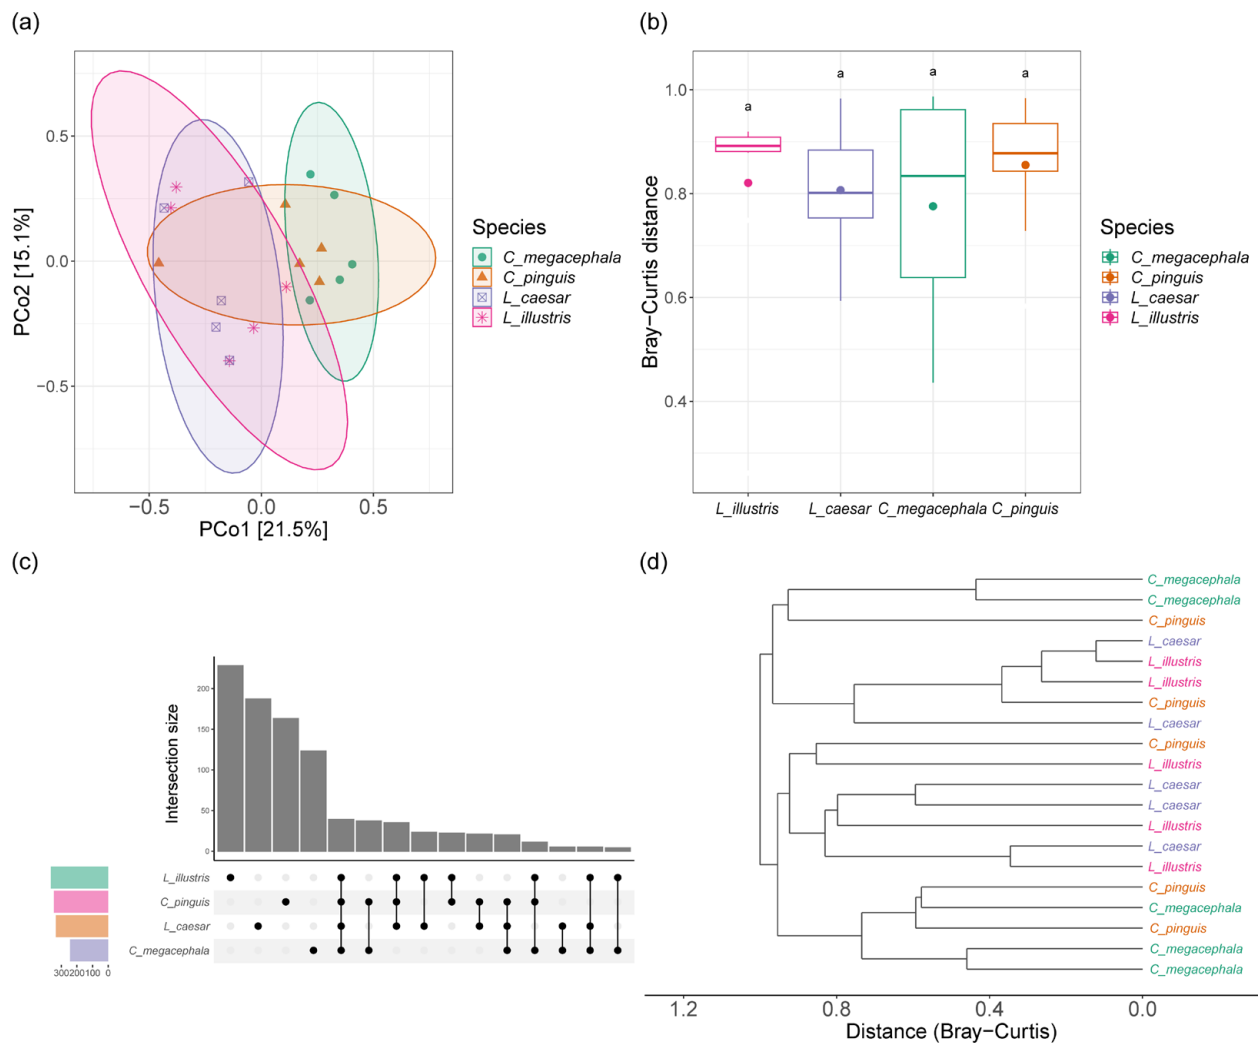 (a)
0.5
0.0
−0.5
PCo2 [15.1%]
−0.5
0.0
0.5
PCo1 [21.5%]
Species
C_megacephala
C_pinguis
L_caesar
L_illustris
(b)
1.0
0.8
0.6
0.4
Bray−Curtis distance
a
a
a
a
L_illustris
L_caesar
C_megacephala
C_pinguis
Species
C_megacephala
C_pinguis
L_caesar
L_illustris
(c)
Intersection size
200
150
100
50
0
L_illustris
C_pinguis
L_caesar
C_megacephala
300
200
100
0
(d)
C_megacephala
C_megacephala
C_pinguis
L_caesar
L_illustris
L_illustris
C_pinguis
L_caesar
C_pinguis
L_illustris
L_caesar
L_caesar
L_illustris
L_caesar
L_illustris
C_pinguis
C_megacephala
C_pinguis
C_megacephala
C_megacephala
1.2
0.8
0.4
0.0
Distance (Bray−Curtis)